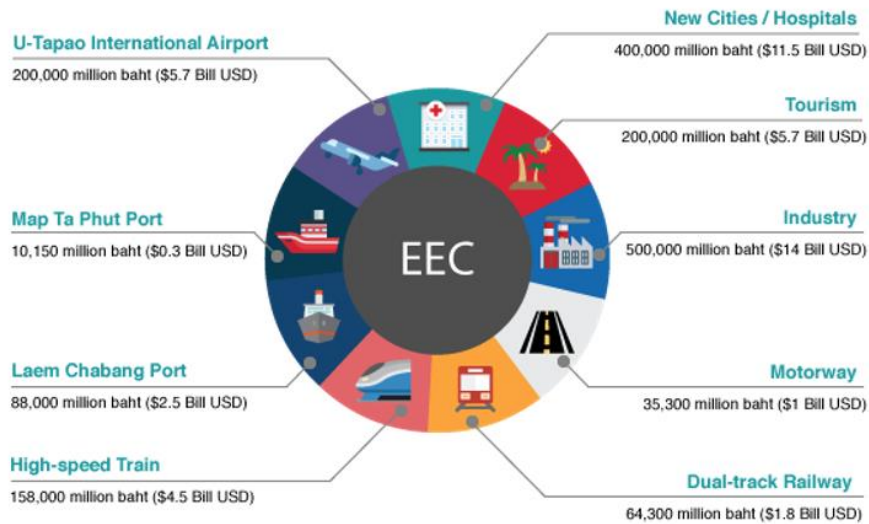 U-Tapao International Airport
200,000 million baht ($5.7 Bill USD)
New Cities / Hospitals
400,000 million baht ($11.5 Bill USD)
Tourism
200,000 million baht ($5.7 Bill USD)
Map Ta Phut Port
10,150 million baht ($0.3 Bill USD)
Industry
500,000 million baht ($14 Bill USD)
EEC
Laem Chabang Port
88,000 million baht ($2.5 Bill USD)
Motorway
35,300 million baht ($1 Bill USD)
High-speed Train
158,000 million baht ($4.5 Bill USD)
Dual-track Railway
64,300 million baht ($1.8 Bill USD)